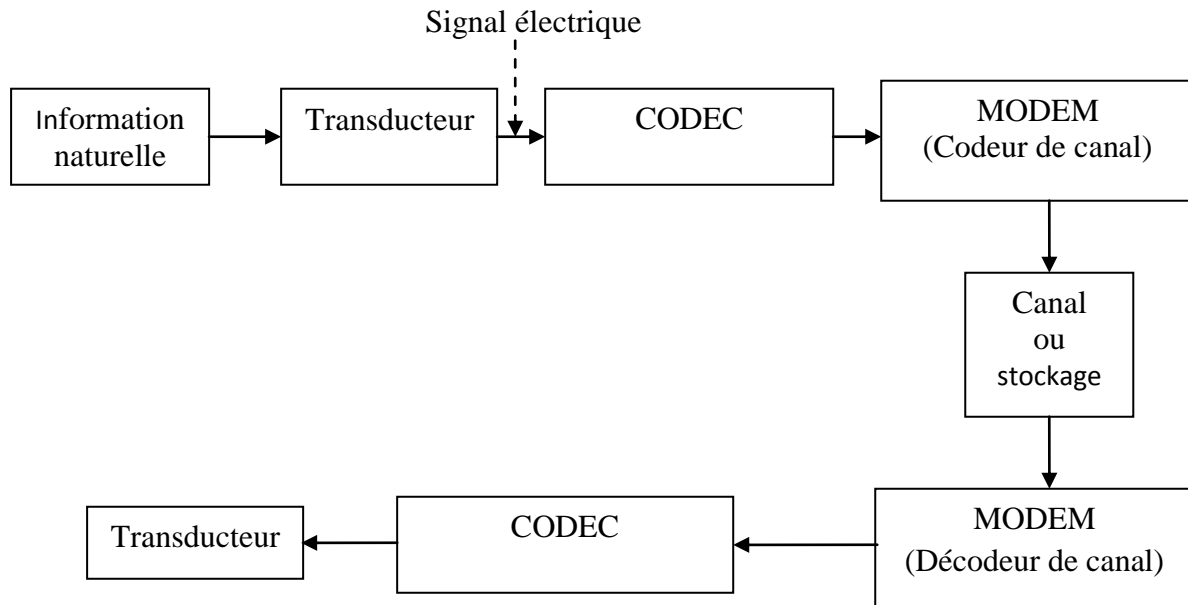 Signal électrique
Information
naturelle
Transducteur
CODEC
MODEM
(Codeur de canal)
Canal
ou
stockage
MODEM
(Décodeur de canal)
CODEC
Transducteur